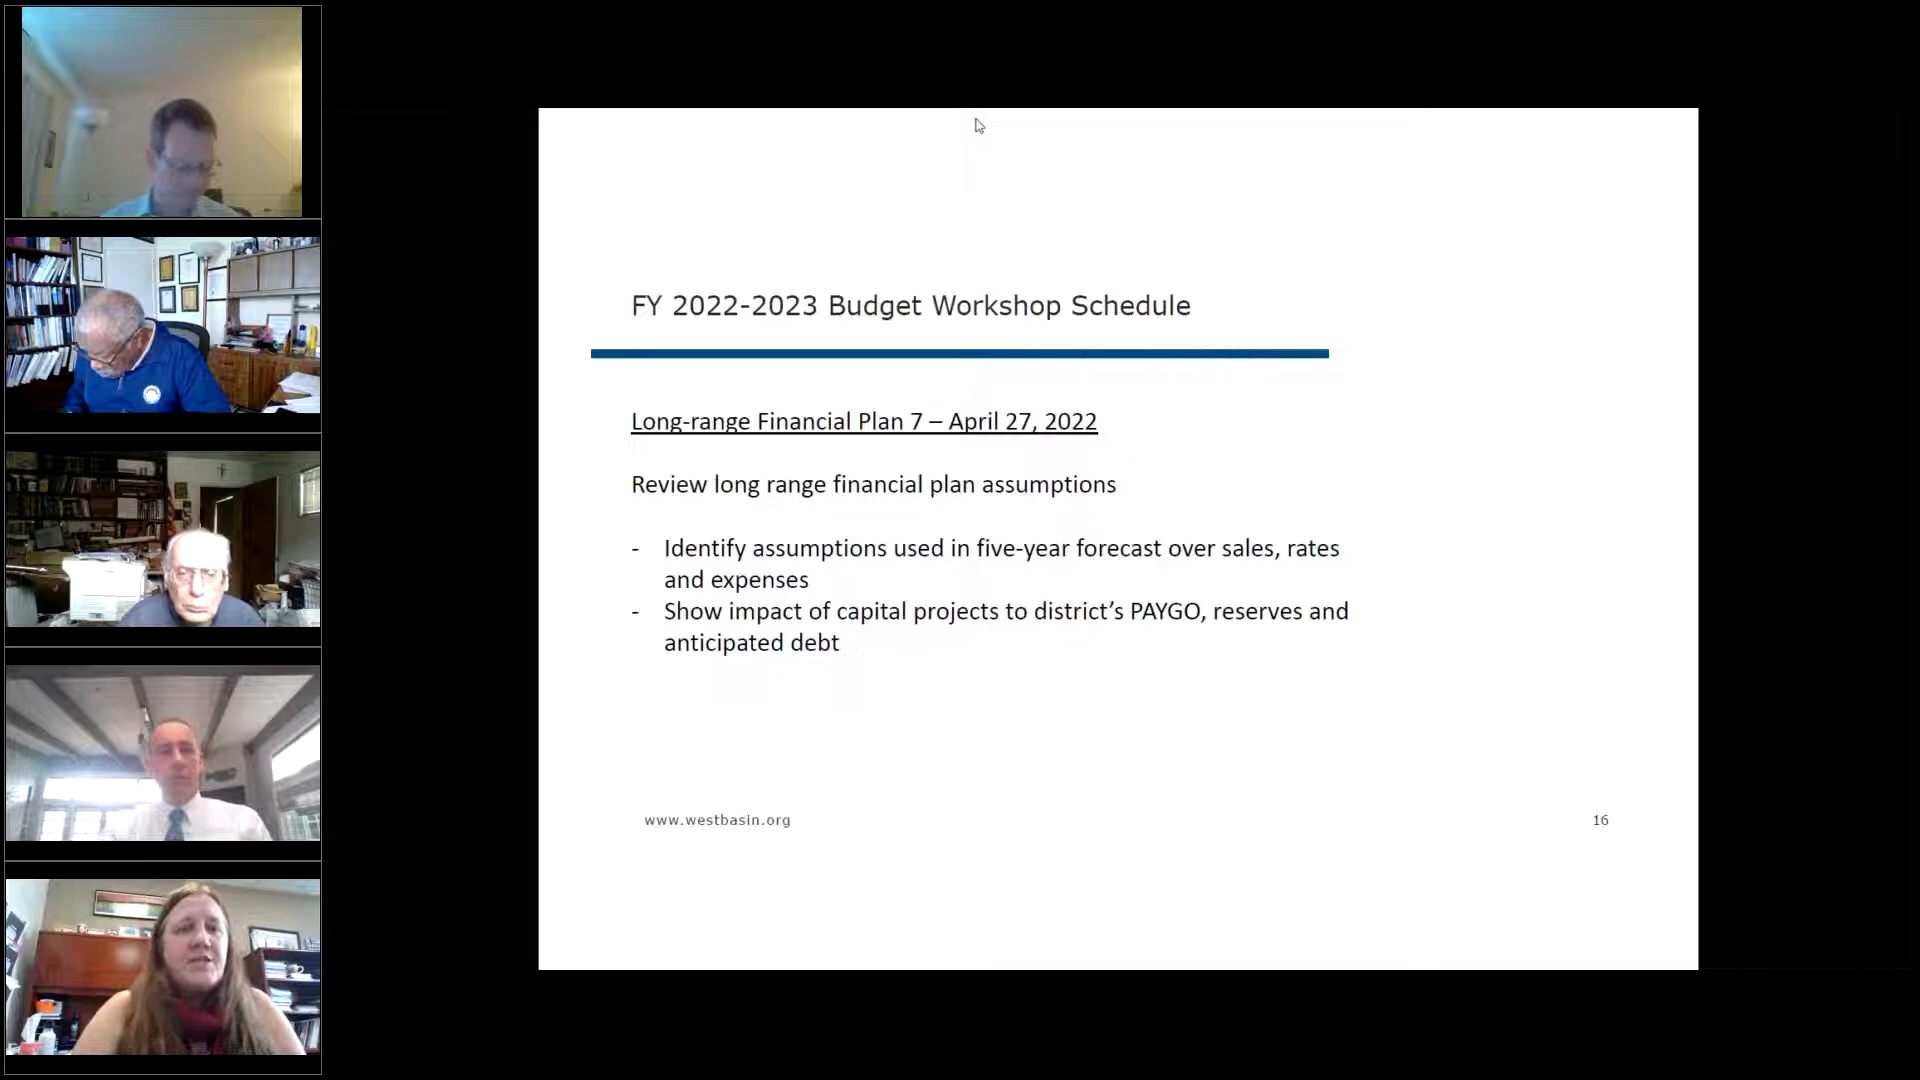 FY 2022-2023 Budget Workshop Schedule
Long-range Financial Plan 7 – April 27, 2022
Review long range financial plan assumptions
- Identify assumptions used in five-year forecast over sales, rates
and expenses
- Show impact of capital projects to district’s PAYGO, reserves and
anticipated debt
www.westbasin.org
16